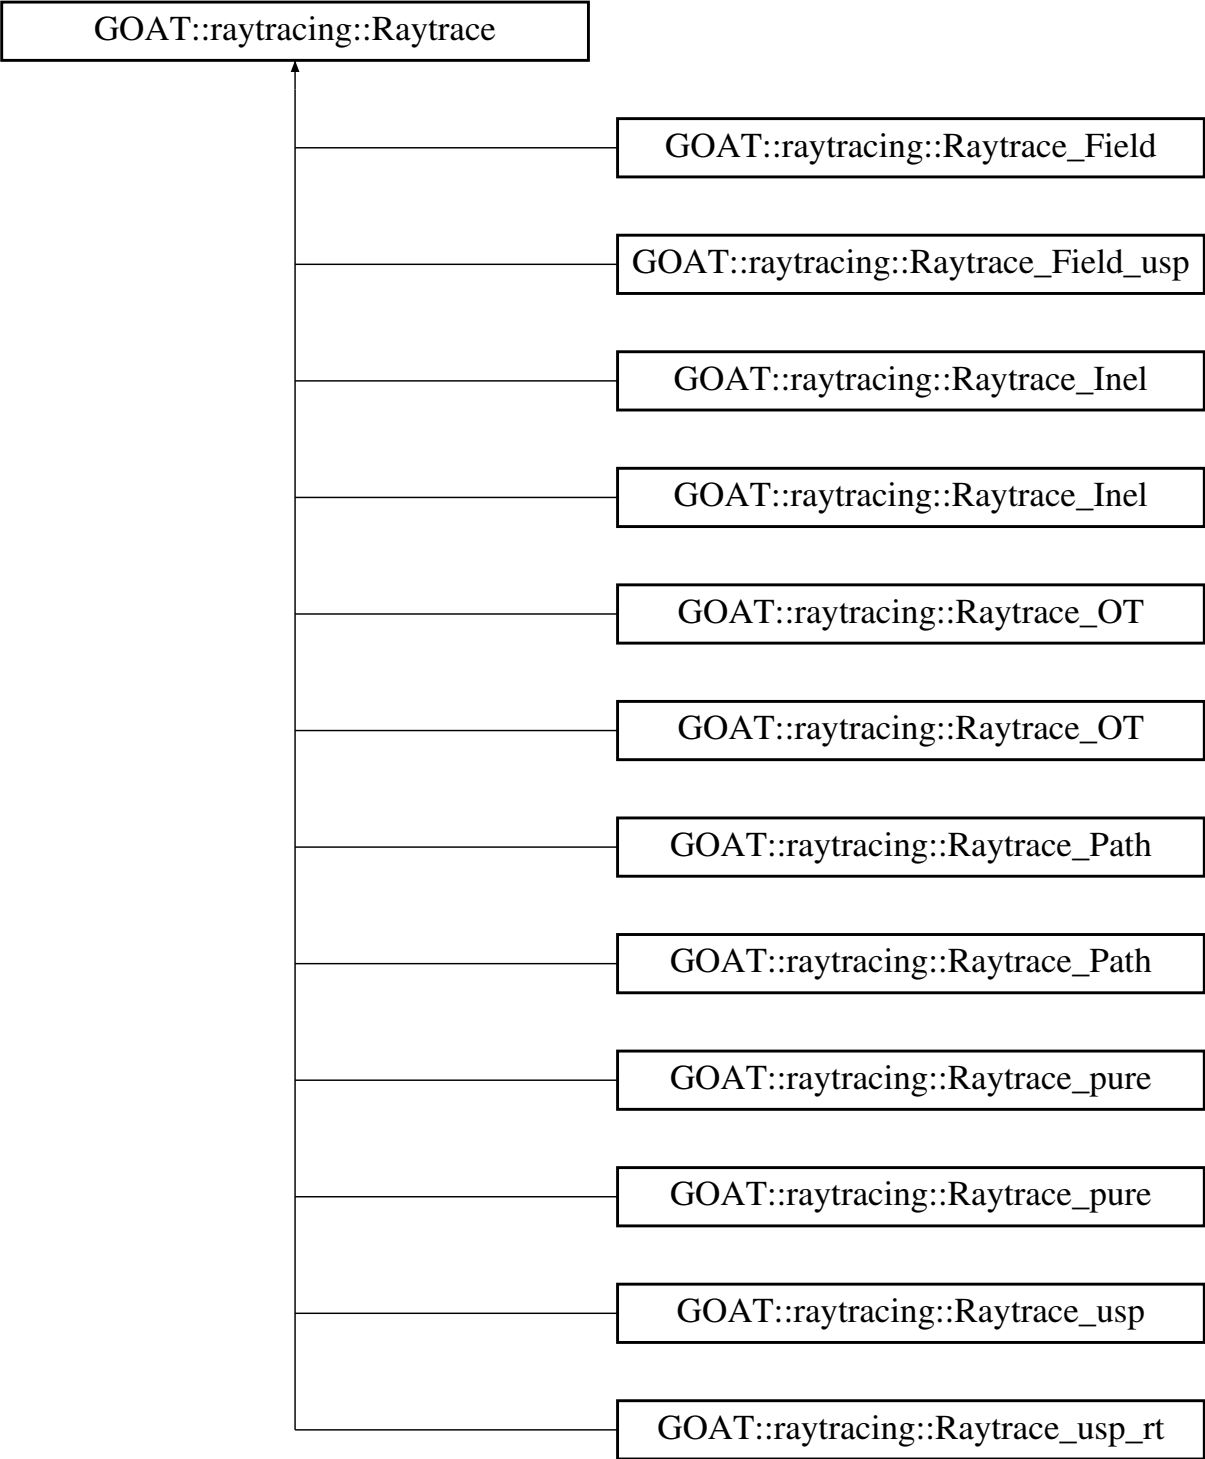 GOAT::raytracing::Raytrace
GOAT::raytracing::Raytrace_Field
GOAT::raytracing::Raytrace_Field_usp
GOAT::raytracing::Raytrace_Inel
GOAT::raytracing::Raytrace_Inel
GOAT::raytracing::Raytrace_OT
GOAT::raytracing::Raytrace_OT
GOAT::raytracing::Raytrace_Path
GOAT::raytracing::Raytrace_Path
GOAT::raytracing::Raytrace_pure
GOAT::raytracing::Raytrace_pure
GOAT::raytracing::Raytrace_usp
GOAT::raytracing::Raytrace_usp_rt